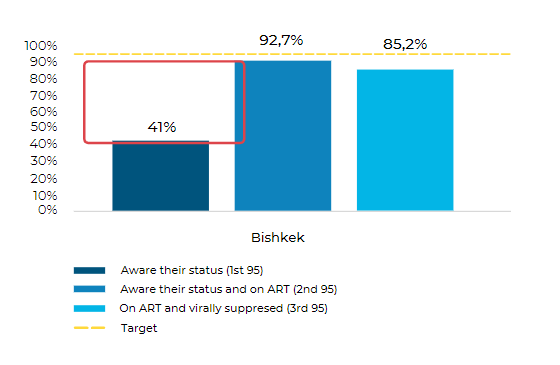 92,7%
85,2%
41%
100%
90%
80%
70%
60%
50%
40%
30%
20%
10%
0%
Bishkek
Aware their status (1st 95)
Aware their status and on ART (2nd 95)
On ART and virally suppresed (3rd 95)
Target